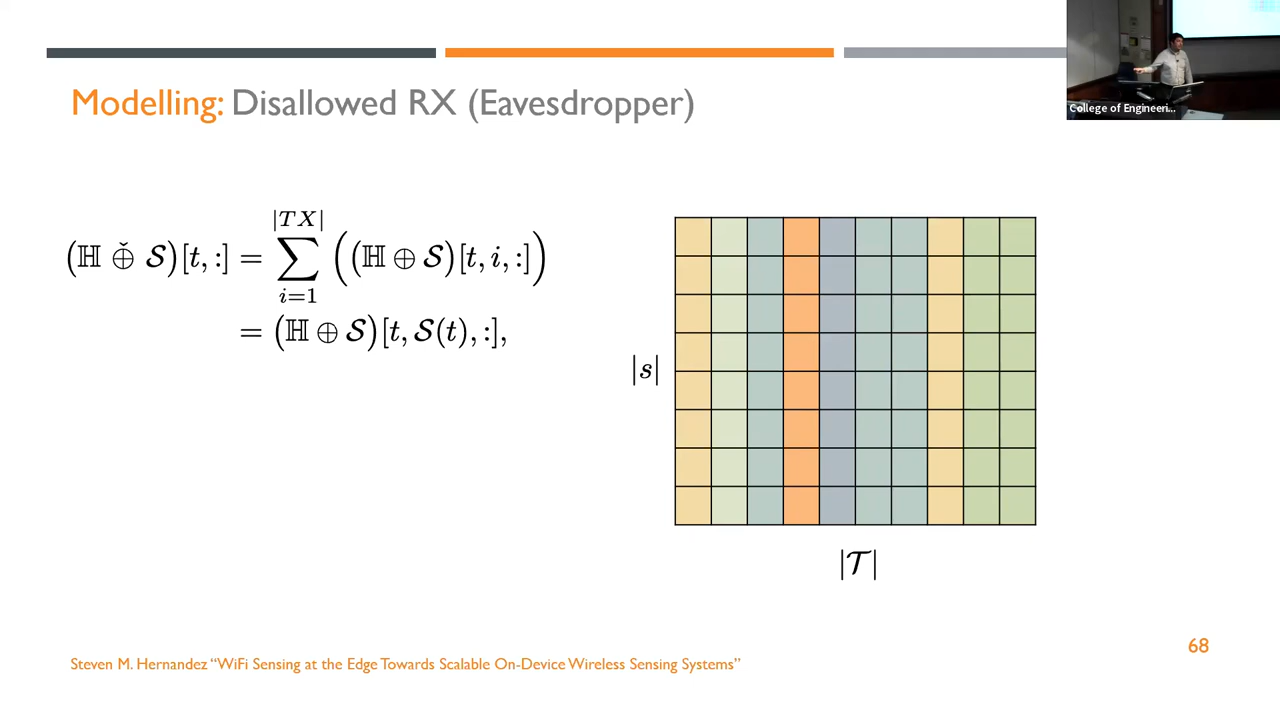 College of Engineeri...
Modelling: Disallowed RX (Eavesdropper)
(ℍ ⊕̌ 𝒮)[t, :] = ∑_{i=1}^{|TX|} ((ℍ ⊕ 𝒮)[t, i, :])
= (ℍ ⊕ 𝒮)[t, 𝒮(t), :],
|s|
|𝒯|
68
Steven M. Hernandez “WiFi Sensing at the Edge Towards Scalable On-Device Wireless Sensing Systems”